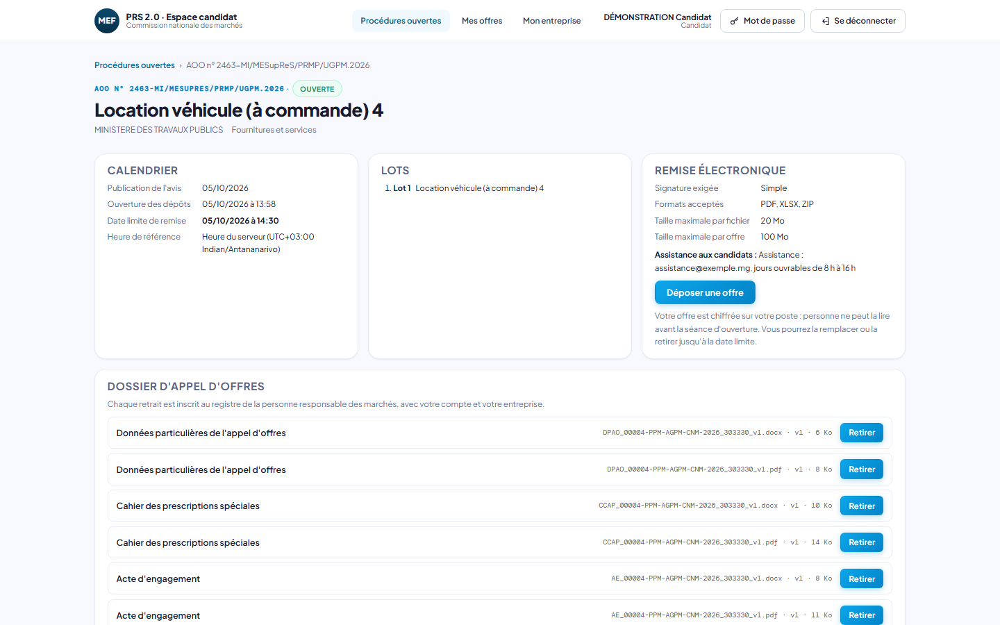 MEF
PRS 2.0 · Espace candidat
Commission nationale des marchés
Procédures ouvertes
Mes offres
Mon entreprise
DÉMONSTRATION Candidat
Candidat
Mot de passe
Se déconnecter
Procédures ouvertes › AOO n° 2463-MI/MESupReS/PRMP/UGPM.2026
AOO N° 2463-MI/MESUPRES/PRMP/UGPM.2026 · OUVERTE
Location véhicule (à commande) 4
MINISTERE DES TRAVAUX PUBLICS Fournitures et services
CALENDRIER
Publication de l'avis 05/10/2026
Ouverture des dépôts 05/10/2026 à 13:58
Date limite de remise 05/10/2026 à 14:30
Heure de référence Heure du serveur (UTC+03:00
Indian/Antananarivo)
LOTS
1. Lot 1 Location véhicule (à commande) 4
REMISE ÉLECTRONIQUE
Signature exigée Simple
Formats acceptés PDF, XLSX, ZIP
Taille maximale par fichier 20 Mo
Taille maximale par offre 100 Mo
Assistance aux candidats : Assistance :
assistance@exemple.mg, jours ouvrables de 8 h à 16 h
Déposer une offre
Votre offre est chiffrée sur votre poste : personne ne peut la lire
avant la séance d'ouverture. Vous pourrez la remplacer ou la
retirer jusqu'à la date limite.
DOSSIER D'APPEL D'OFFRES
Chaque retrait est inscrit au registre de la personne responsable des marchés, avec votre compte et votre entreprise.
Données particulières de l'appel d'offres DPAO_00004-PPM-AGPM-CNM-2026_303330_v1.docx · v1 · 6 Ko Retirer
Données particulières de l'appel d'offres DPAO_00004-PPM-AGPM-CNM-2026_303330_v1.pdf · v1 · 8 Ko Retirer
Cahier des prescriptions spéciales CCAP_00004-PPM-AGPM-CNM-2026_303330_v1.docx · v1 · 10 Ko Retirer
Cahier des prescriptions spéciales CCAP_00004-PPM-AGPM-CNM-2026_303330_v1.pdf · v1 · 14 Ko Retirer
Acte d'engagement AE_00004-PPM-AGPM-CNM-2026_303330_v1.docx · v1 · 8 Ko Retirer
Acte d'engagement AE_00004-PPM-AGPM-CNM-2026_303330_v1.pdf · v1 · 11 Ko Retirer